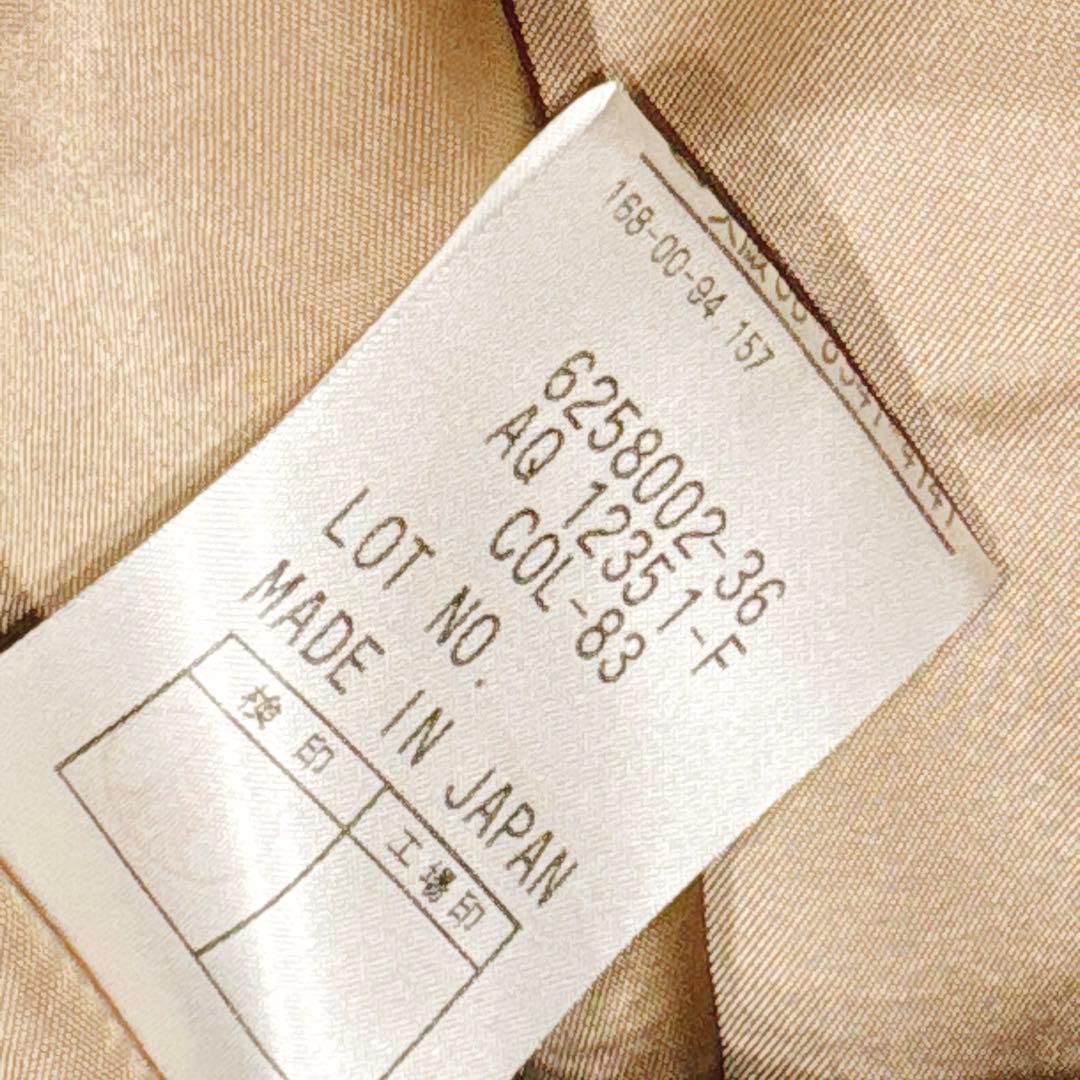 168-00-94 157
6258002-36
AQ 12351-F
COL-83
LOT NO.
MADE IN JAPAN
検印
工場印